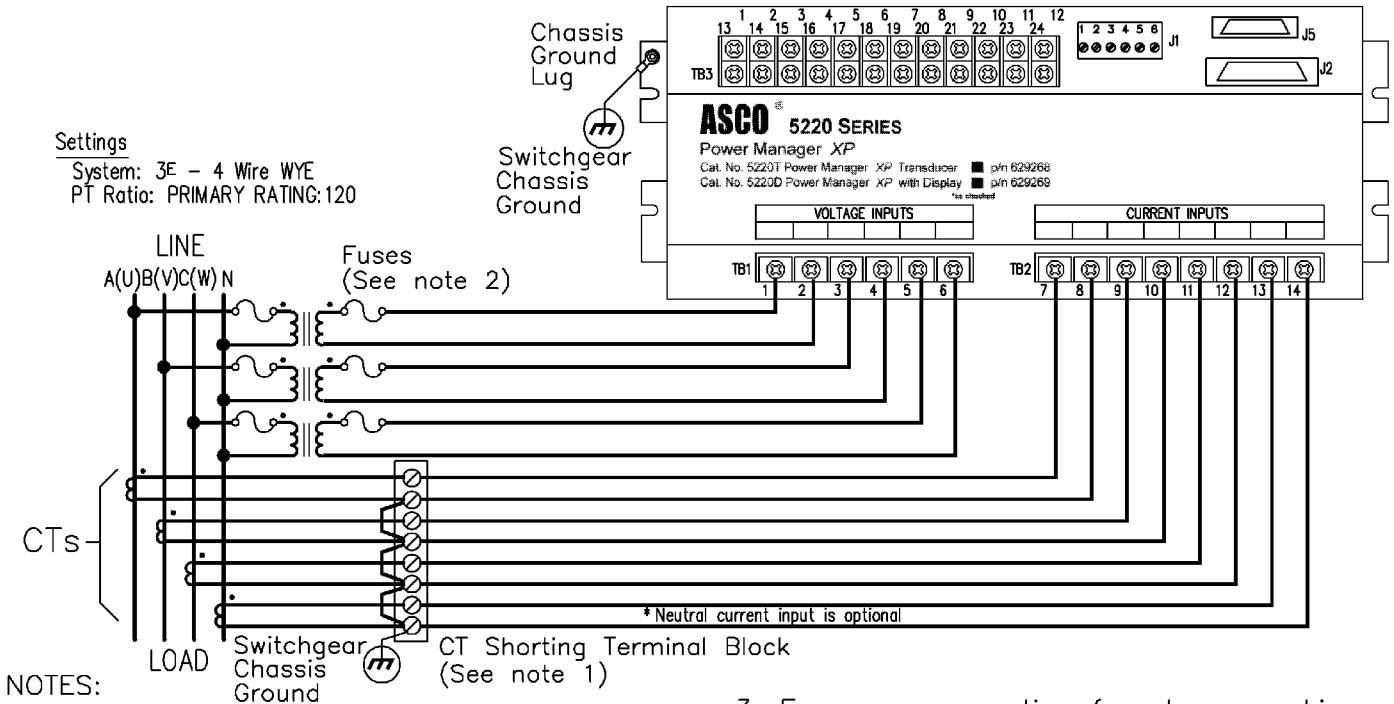 1 2 3 4 5 6 7 8 9 10 11 12
13 14 15 16 17 18 19 20 21 22 23 24
TB3
1 2 3 4 5 6
J1
J5
J2
Chassis
Ground
Lug
Switchgear
Chassis
Ground
ASCO ® 5220 SERIES
Power Manager XP
Cat. No. 5220T Power Manager XP Transducer ■ p/n 629268
Cat. No. 5220D Power Manager XP with Display ■ p/n 629269
*as checked
VOLTAGE INPUTS
CURRENT INPUTS
TB1
1 2 3 4 5 6
TB2
7 8 9 10 11 12 13 14
Settings
System: 3E - 4 Wire WYE
PT Ratio: PRIMARY RATING:120
LINE
A(U)B(V)C(W) N
Fuses
(See note 2)
CTs
* Neutral current input is optional
LOAD
Switchgear
Chassis
Ground
CT Shorting Terminal Block
(See note 1)
NOTES: